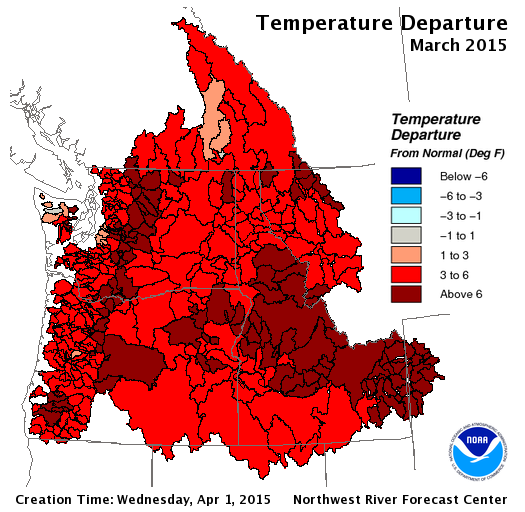 Temperature Departure
March 2015
Temperature
Departure
From Normal (Deg F)
Below −6
−6 to −3
−3 to −1
−1 to 1
1 to 3
3 to 6
Above 6
NOAA
Creation Time: Wednesday, Apr 1, 2015
Northwest River Forecast Center